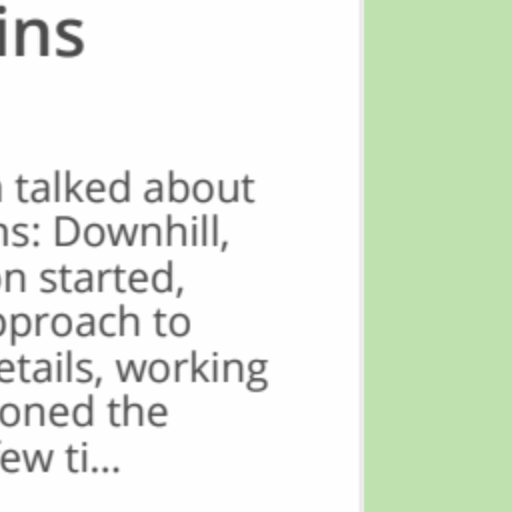 ins
talked about
ns: Downhill,
on started,
pproach to
etails, working
oned the
few ti...